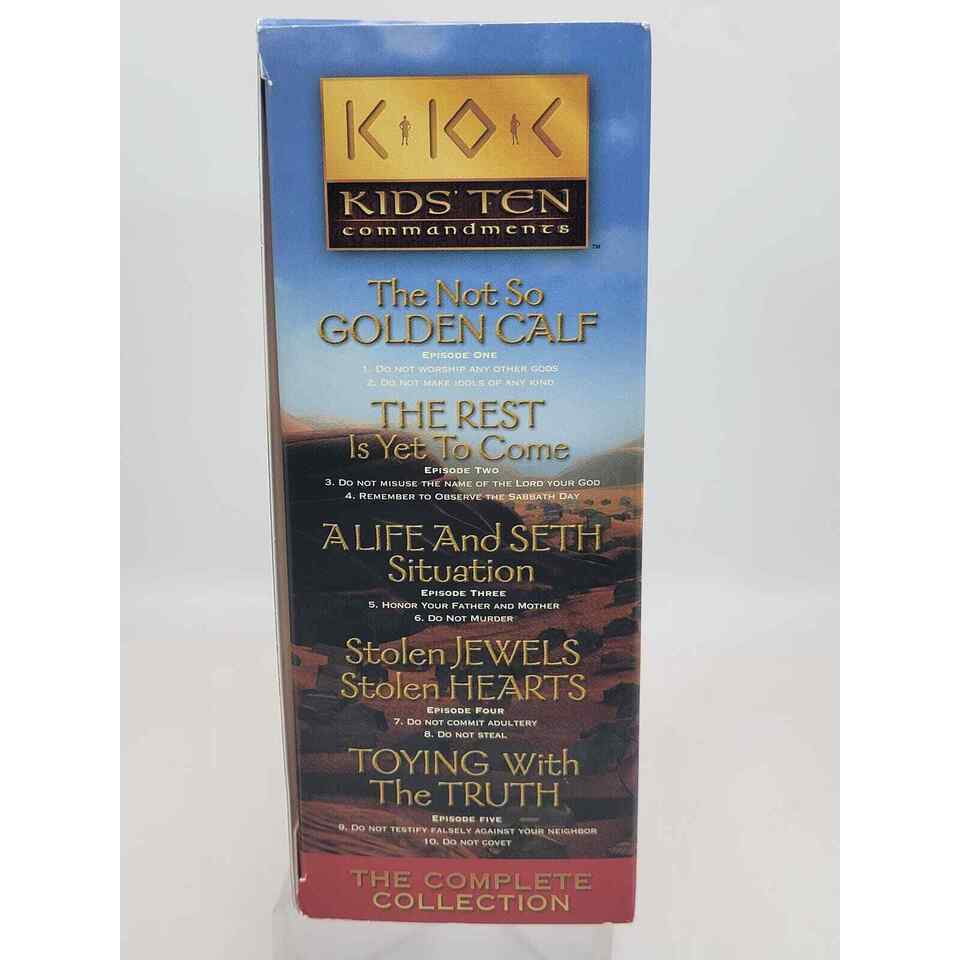 K·10·C
KIDS' TEN
commandments
TM
The Not So
GOLDEN CALF
EPISODE ONE
1. DO NOT WORSHIP ANY OTHER GODS
2. DO NOT MAKE IDOLS OF ANY KIND
THE REST
Is Yet To Come
EPISODE TWO
3. DO NOT MISUSE THE NAME OF THE LORD YOUR GOD
4. REMEMBER TO OBSERVE THE SABBATH DAY
A LIFE And SETH
Situation
EPISODE THREE
5. HONOR YOUR FATHER AND MOTHER
6. DO NOT MURDER
Stolen JEWELS
Stolen HEARTS
EPISODE FOUR
7. DO NOT COMMIT ADULTERY
8. DO NOT STEAL
TOYING With
The TRUTH
EPISODE FIVE
9. DO NOT TESTIFY FALSELY AGAINST YOUR NEIGHBOR
10. DO NOT COVET
THE COMPLETE
COLLECTION